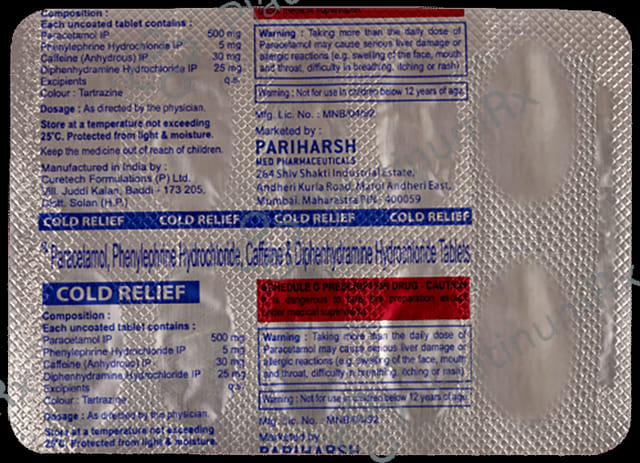 Composition :
Each uncoated tablet contains :
Paracetamol IP 500 mg
Phenylephrine Hydrochloride IP 5 mg
Caffeine (Anhydrous) IP 30 mg
Diphenhydramine Hydrochloride IP 25 mg
Excipients q.s.
Colour : Tartrazine
Dosage : As directed by the physician.
Store at a temperature not exceeding
25°C. Protected from light & moisture.
Keep the medicine out of reach of children.
Manufactured in India by :
Curetech Formulations (P) Ltd.
Vill. Juddi Kalan, Baddi - 173 205,
Distt. Solan (H.P.)
under medical supervision.
Warning : Taking more than the daily dose of
Paracetamol may cause serious liver damage or
allergic reactions (e.g. swelling of the face, mouth
and throat, difficulty in breathing, itching or rash)
Warning : Not for use in children below 12 years of age.
Mfg. Lic. No. : MNB/04/92
Marketed by :
PARIHARSH
MED PHARMACEUTICALS
264 Shiv Shakti Industrial Estate,
Andheri Kurla Road, Marol Andheri East,
Mumbai, Maharastra PIN - 400059
COLD RELIEF COLD RELIEF COLD RELIEF COLD RELIEF
Rx Paracetamol, Phenylephrine Hydrochloride, Caffeine & Diphenhydramine Hydrochloride Tablets
COLD RELIEF
Composition :
Each uncoated tablet contains :
Paracetamol IP 500 mg
Phenylephrine Hydrochloride IP 5 mg
Caffeine (Anhydrous) IP 30 mg
Diphenhydramine Hydrochloride IP 25 mg
Excipients q.s.
Colour : Tartrazine
Dosage : As directed by the physician.
Store at a temperature not exceeding
25°C. Protected from light & moisture.
SCHEDULE G PRESCRIPTION DRUG - CAUTION
It is dangerous to take this preparation except
under medical supervision.
Warning : Taking more than the daily dose of
Paracetamol may cause serious liver damage or
allergic reactions (e.g. swelling of the face, mouth
and throat, difficulty in breathing, itching or rash)
Warning : Not for use in children below 12 years of age.
Mfg. Lic. No. : MNB/04/92
Marketed by
PARIHARSH